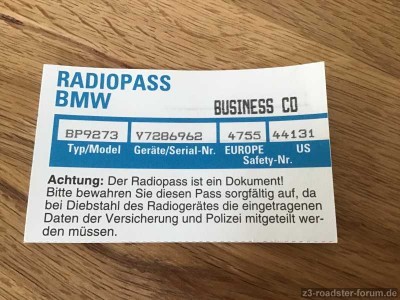 RADIOPASS
BMW
BUSINESS CD
BP9273 Y7286962 4755 44131
Typ/Model Geräte/Serial-Nr. EUROPE US
Safety-Nr.
Achtung: Der Radiopass ist ein Dokument!
Bitte bewahren Sie diesen Pass sorgfältig auf, da
bei Diebstahl des Radiogerätes die eingetragenen
Daten der Versicherung und Polizei mitgeteilt wer-
den müssen.
z3-roadster-forum.de